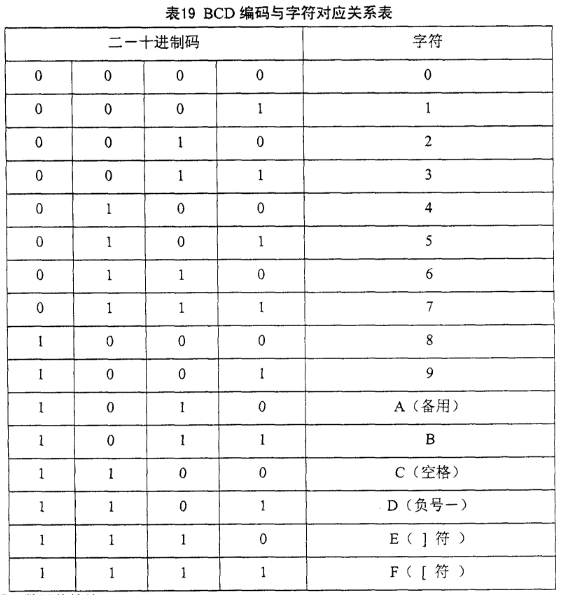 表19 BCD 编码与字符对应关系表
二一十进制码 字符
0 0 0 0 0
0 0 0 1 1
0 0 1 0 2
0 0 1 1 3
0 1 0 0 4
0 1 0 1 5
0 1 1 0 6
0 1 1 1 7
1 0 0 0 8
1 0 0 1 9
1 0 1 0 A（备用）
1 0 1 1 B
1 1 0 0 C（空格）
1 1 0 1 D（负号一）
1 1 1 0 E（ ] 符 ）
1 1 1 1 F（ [ 符 ）